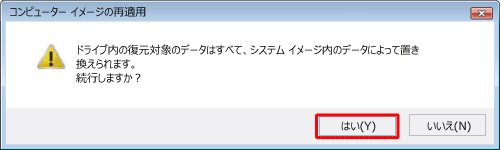 コンピューター イメージの再適用
ドライブ内の復元対象のデータはすべて、システム イメージ内のデータによって置き
換えられます。
続行しますか？
はい(Y)
いいえ(N)